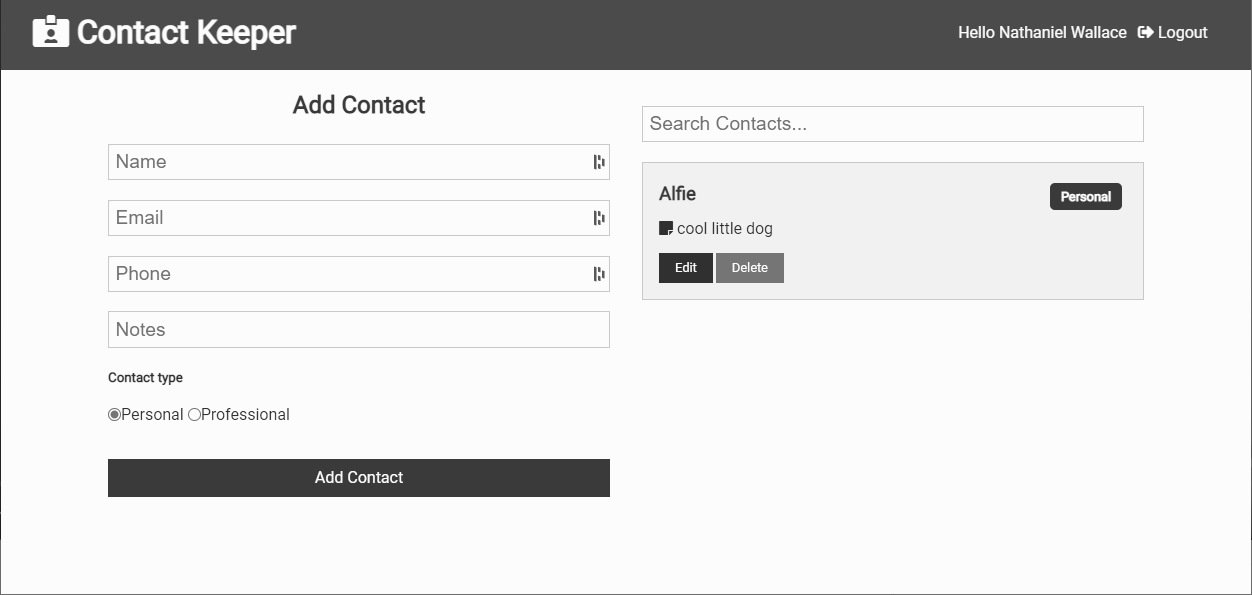 Contact Keeper
Hello Nathaniel Wallace Logout
Add Contact
Name
Email
Phone
Notes
Contact type
Personal Professional
Add Contact
Search Contacts...
Alfie
Personal
cool little dog
Edit Delete